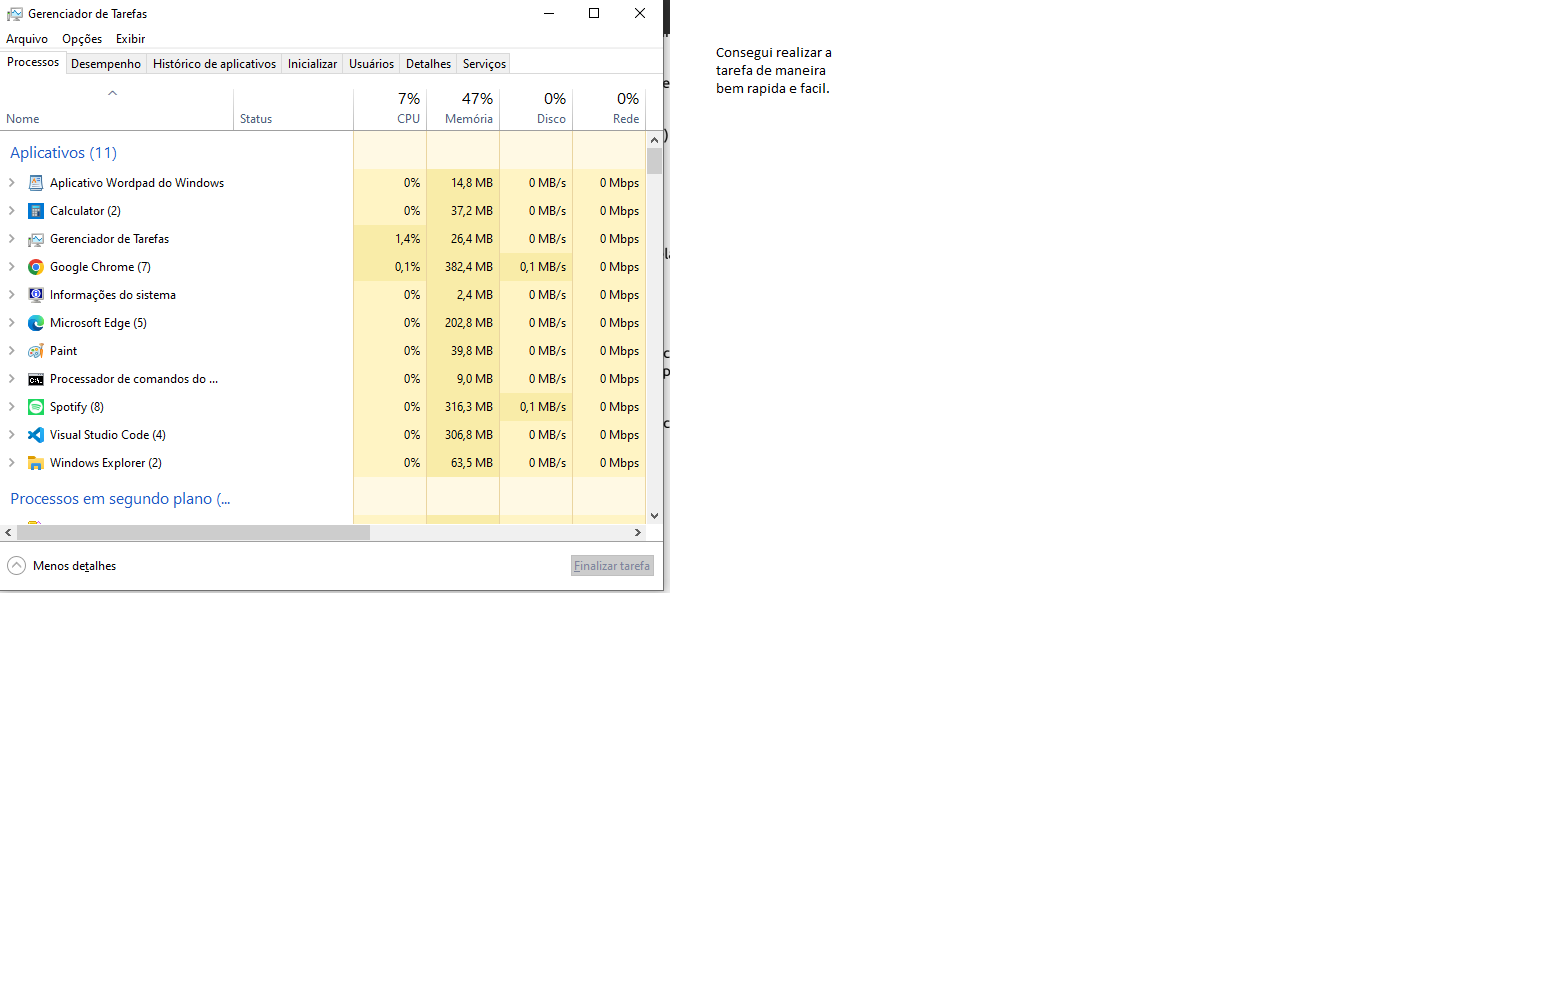 Gerenciador de Tarefas
Arquivo Opções Exibir
Processos Desempenho Histórico de aplicativos Inicializar Usuários Detalhes Serviços
7% 47% 0% 0%
Nome Status CPU Memória Disco Rede
Aplicativos (11)
Aplicativo Wordpad do Windows 0% 14,8 MB 0 MB/s 0 Mbps
Calculator (2) 0% 37,2 MB 0 MB/s 0 Mbps
Gerenciador de Tarefas 1,4% 26,4 MB 0 MB/s 0 Mbps
Google Chrome (7) 0,1% 382,4 MB 0,1 MB/s 0 Mbps
Informações do sistema 0% 2,4 MB 0 MB/s 0 Mbps
Microsoft Edge (5) 0% 202,8 MB 0 MB/s 0 Mbps
Paint 0% 39,8 MB 0 MB/s 0 Mbps
Processador de comandos do ... 0% 9,0 MB 0 MB/s 0 Mbps
Spotify (8) 0% 316,3 MB 0,1 MB/s 0 Mbps
Visual Studio Code (4) 0% 306,8 MB 0 MB/s 0 Mbps
Windows Explorer (2) 0% 63,5 MB 0 MB/s 0 Mbps
Processos em segundo plano (...
Menos detalhes Finalizar tarefa
Consegui realizar a
tarefa de maneira
bem rapida e facil.